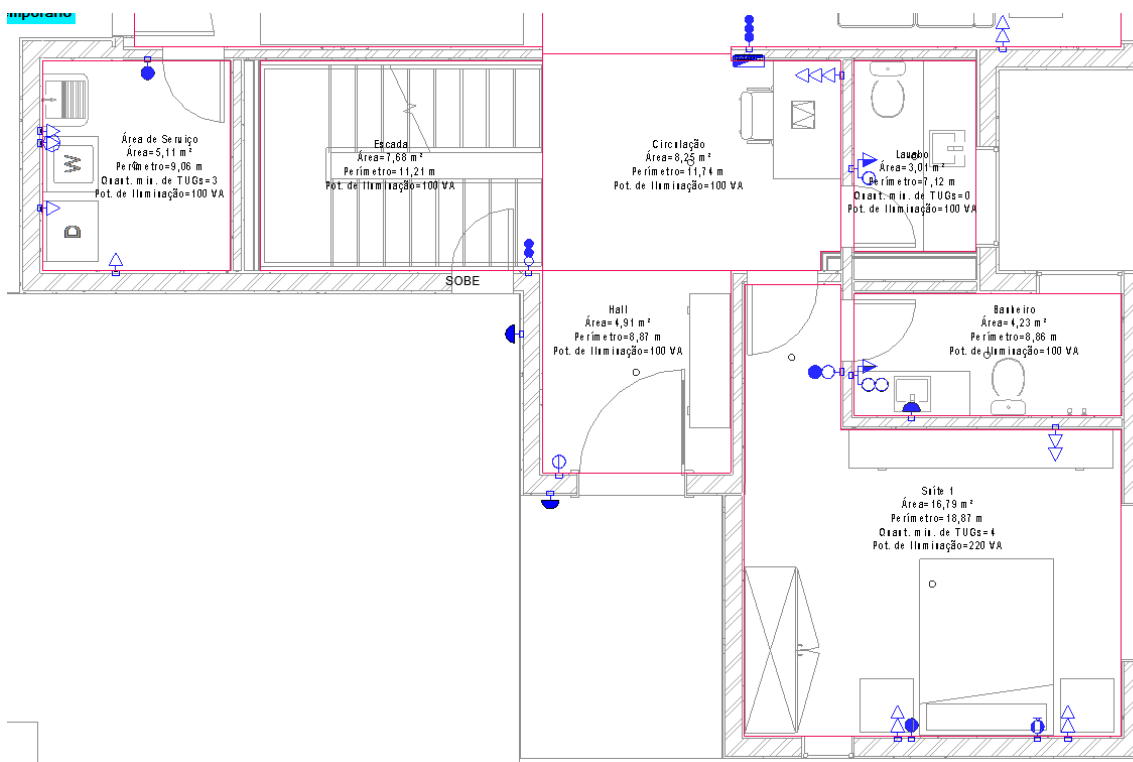 mporano
Área de Serviço
Área=5,11 m²
Perímetro=9,06 m
Quant. min. de TUGs=3
Pot. de Iluminação=100 VA
W
D
Escada
Área=7,68 m²
Perímetro=11,21 m
Pot. de Iluminação=100 VA
SOBE
Circulação
Área=8,25 m²
Perímetro=11,74 m
Pot. de Iluminação=100 VA
Lavabo
Área=3,01 m²
Perímetro=7,12 m
Quant. min. de TUGs=0
Pot. de Iluminação=100 VA
Hall
Área=4,91 m²
Perímetro=8,87 m
Pot. de Iluminação=100 VA
Banheiro
Área=4,23 m²
Perímetro=8,86 m
Pot. de Iluminação=100 VA
Suíte 1
Área=16,79 m²
Perímetro=18,87 m
Quant. min. de TUGs=4
Pot. de Iluminação=220 VA